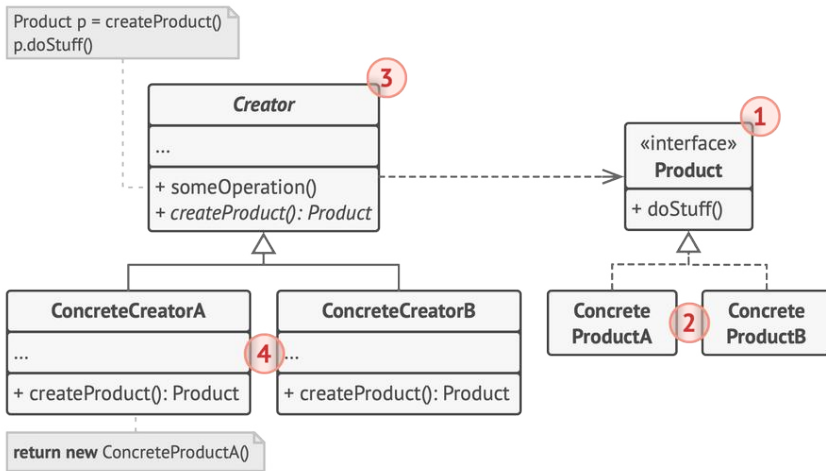 Product p = createProduct()
p.doStuff()
3
Creator
...
+ someOperation()
+ createProduct(): Product
1
«interface»
Product
+ doStuff()
ConcreteCreatorA
...
+ createProduct(): Product
4
ConcreteCreatorB
...
+ createProduct(): Product
Concrete
ProductA
2
Concrete
ProductB
return new ConcreteProductA()